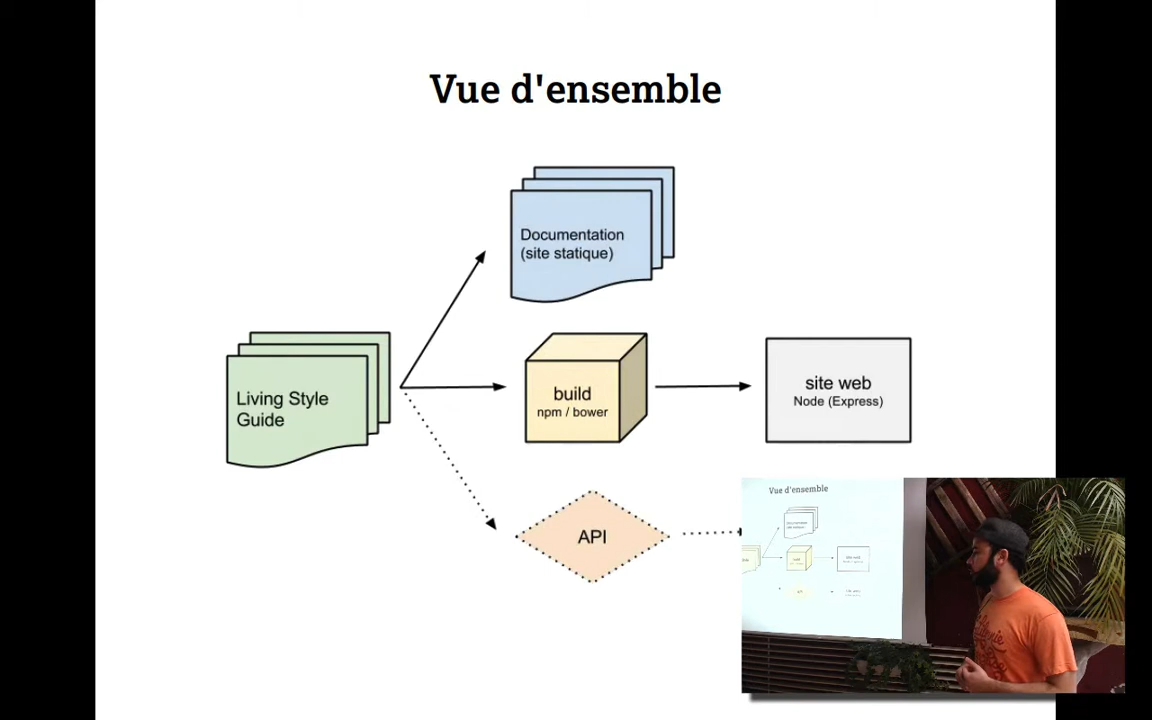 Vue d'ensemble
Documentation
(site statique)
Living Style
Guide
build
npm / bower
site web
Node (Express)
API
Vue d'ensemble